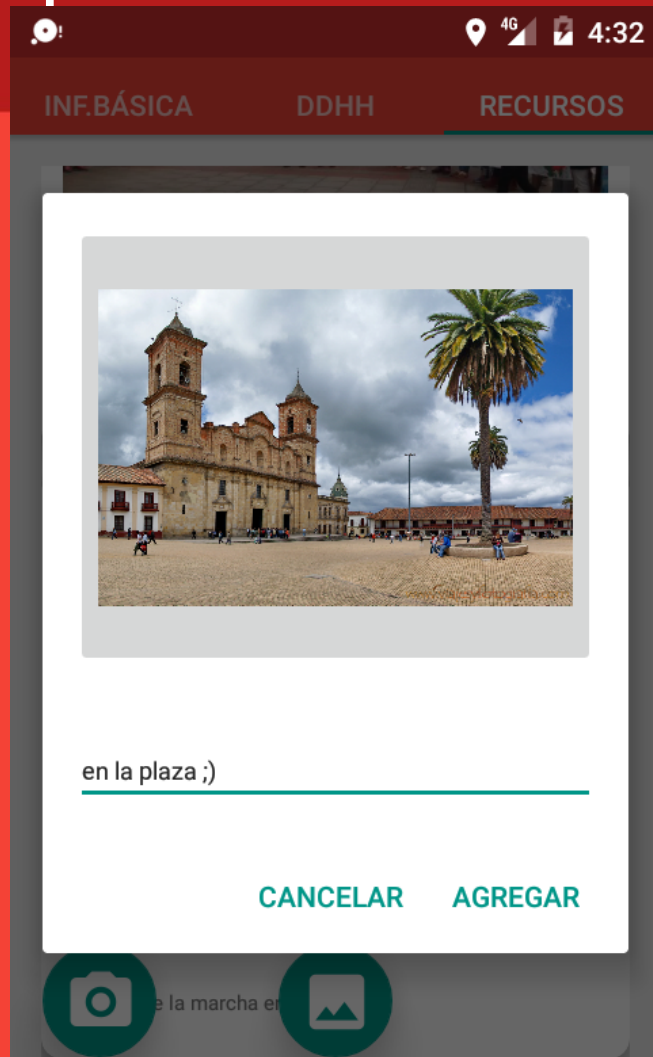 4G 4:32
INF.BÁSICA DDHH RECURSOS
en la plaza ;)
CANCELAR AGREGAR
e la marcha en